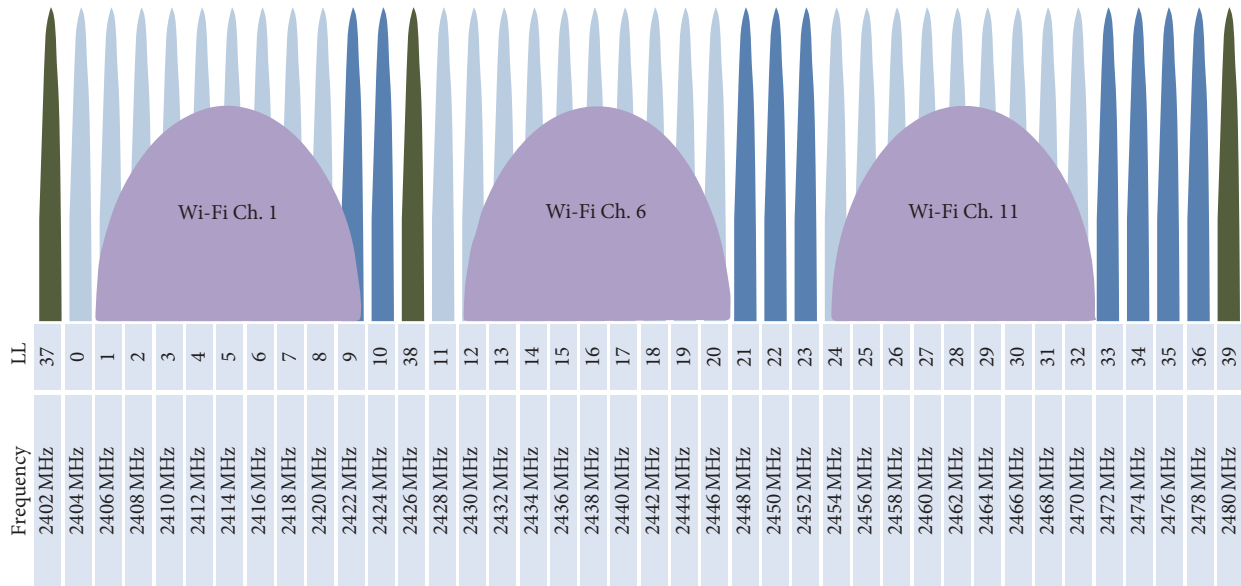 Wi-Fi Ch. 1
Wi-Fi Ch. 6
Wi-Fi Ch. 11
LL 37 0 1 2 3 4 5 6 7 8 9 10 38 11 12 13 14 15 16 17 18 19 20 21 22 23 24 25 26 27 28 29 30 31 32 33 34 35 36 39
Frequency 2402 MHz 2404 MHz 2406 MHz 2408 MHz 2410 MHz 2412 MHz 2414 MHz 2416 MHz 2418 MHz 2420 MHz 2422 MHz 2424 MHz 2426 MHz 2428 MHz 2430 MHz 2432 MHz 2434 MHz 2436 MHz 2438 MHz 2440 MHz 2442 MHz 2444 MHz 2446 MHz 2448 MHz 2450 MHz 2452 MHz 2454 MHz 2456 MHz 2458 MHz 2460 MHz 2462 MHz 2464 MHz 2466 MHz 2468 MHz 2470 MHz 2472 MHz 2474 MHz 2476 MHz 2478 MHz 2480 MHz